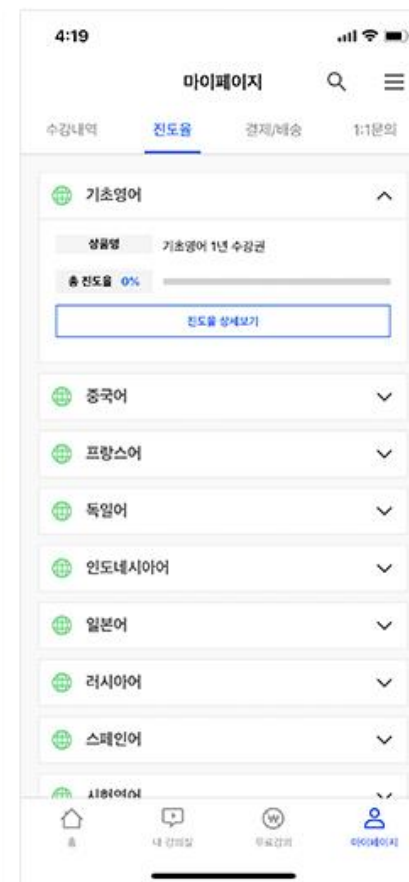 4:19
마이페이지
수강내역 진도율 결제/배송 1:1문의
기초영어
상품명 기초영어 1년 수강권
총 진도율 0%
진도율 상세보기
중국어
프랑스어
독일어
인도네시아어
일본어
러시아어
스페인어
시험영어
홈 내 강의실 무료강의 마이페이지